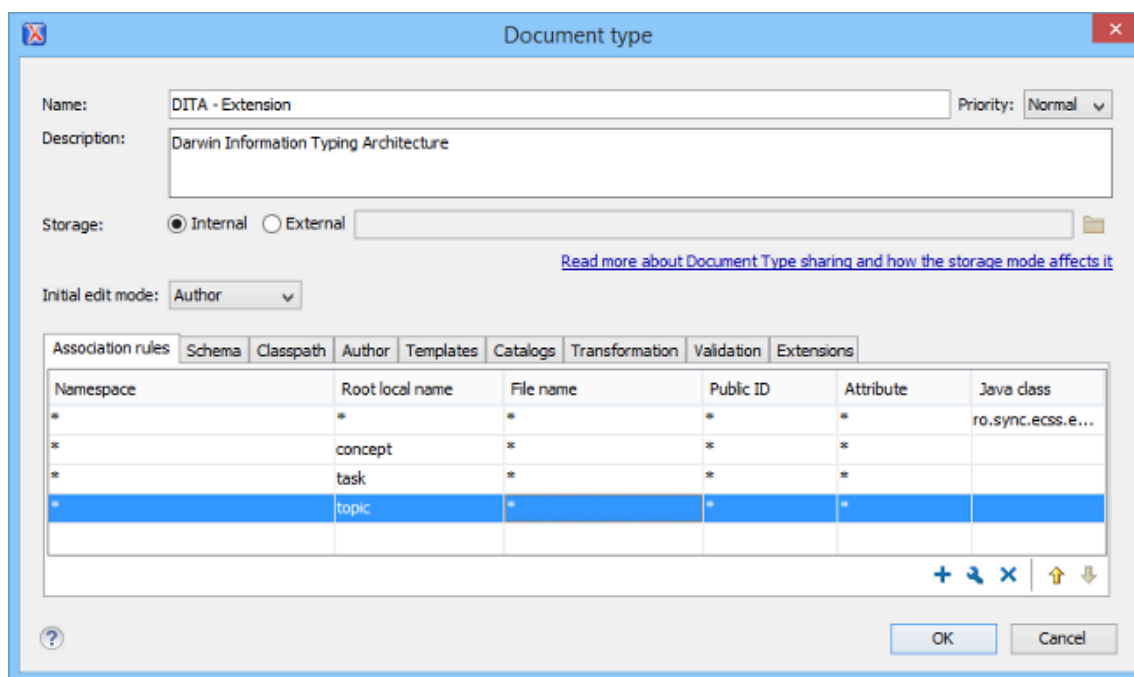 Document type
Name: DITA - Extension Priority: Normal
Description: Darwin Information Typing Architecture
Storage: Internal External
Read more about Document Type sharing and how the storage mode affects it
Initial edit mode: Author
Association rules Schema Classpath Author Templates Catalogs Transformation Validation Extensions
Namespace Root local name File name Public ID Attribute Java class
* * * * * ro.sync.ecss.e...
* concept * * *
* task * * *
* topic * * *
OK Cancel